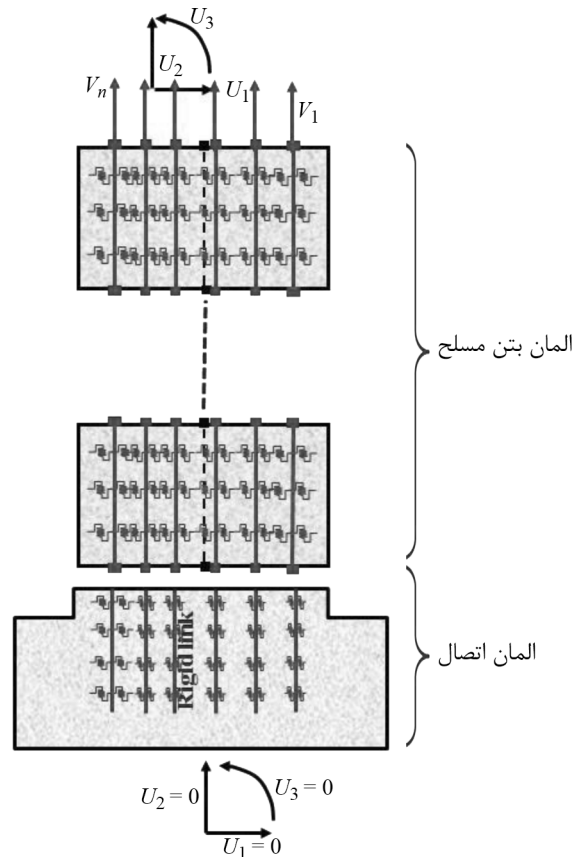 U₃
U₂
Vₙ
U₁
V₁
المان بتن مسلح
Rigid link
المان اتصال
U₂ = 0
U₃ = 0
U₁ = 0